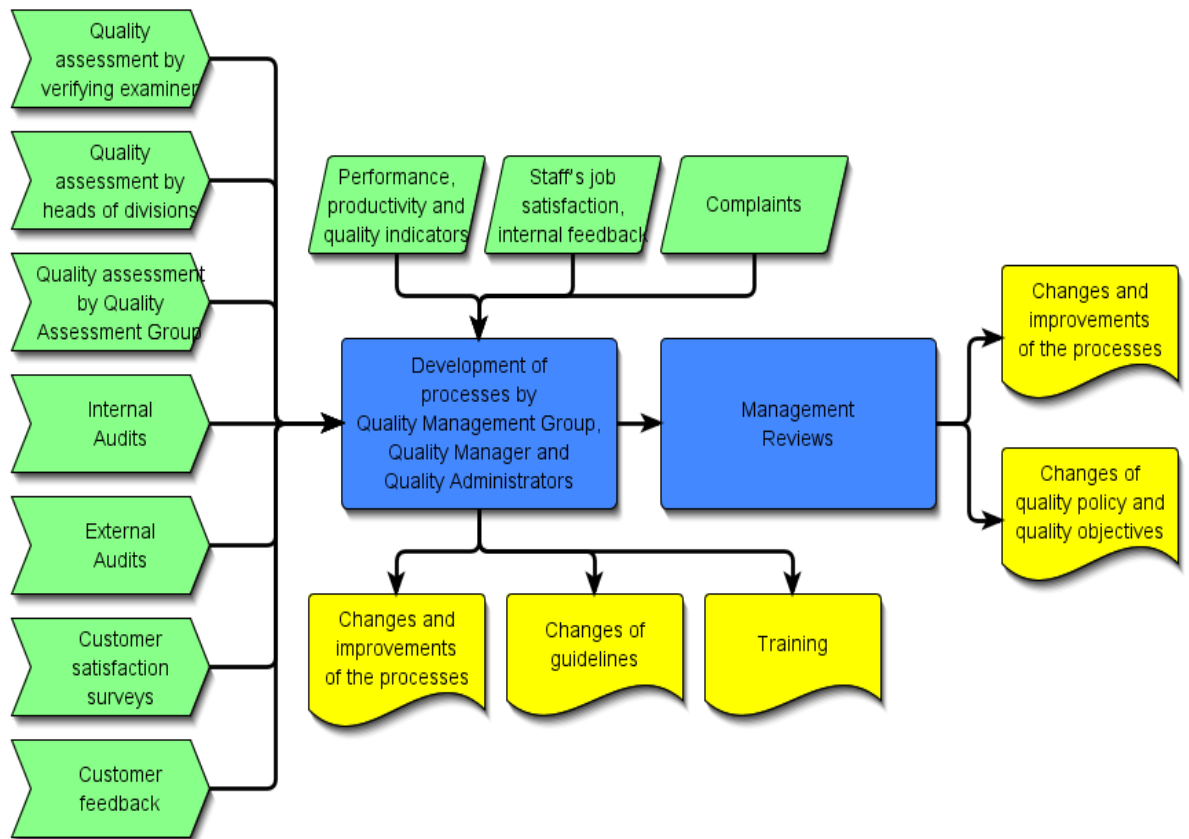 Quality
assessment by
verifying examiner
Quality
assessment by
heads of divisions
Quality assessment
by Quality
Assessment Group
Internal
Audits
External
Audits
Customer
satisfaction
surveys
Customer
feedback
Performance,
productivity and
quality indicators
Staff's job
satisfaction,
internal feedback
Complaints
Development of
processes by
Quality Management Group,
Quality Manager and
Quality Administrators
Management
Reviews
Changes and
improvements
of the processes
Changes of
quality policy and
quality objectives
Changes and
improvements
of the processes
Changes of
guidelines
Training